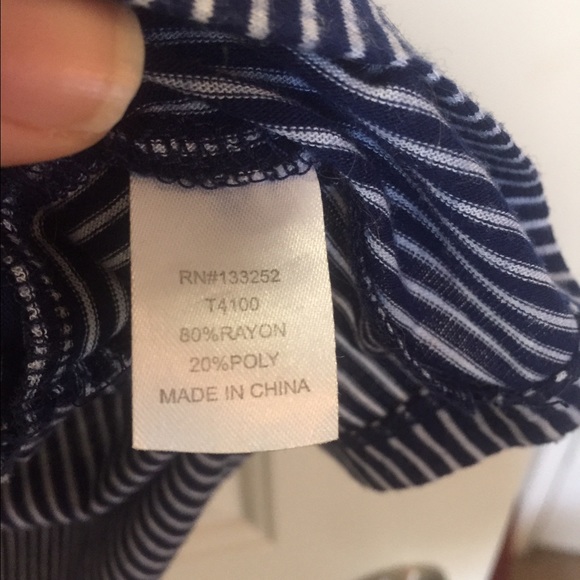 RN#133252
T4100
80%RAYON
20%POLY
MADE IN CHINA